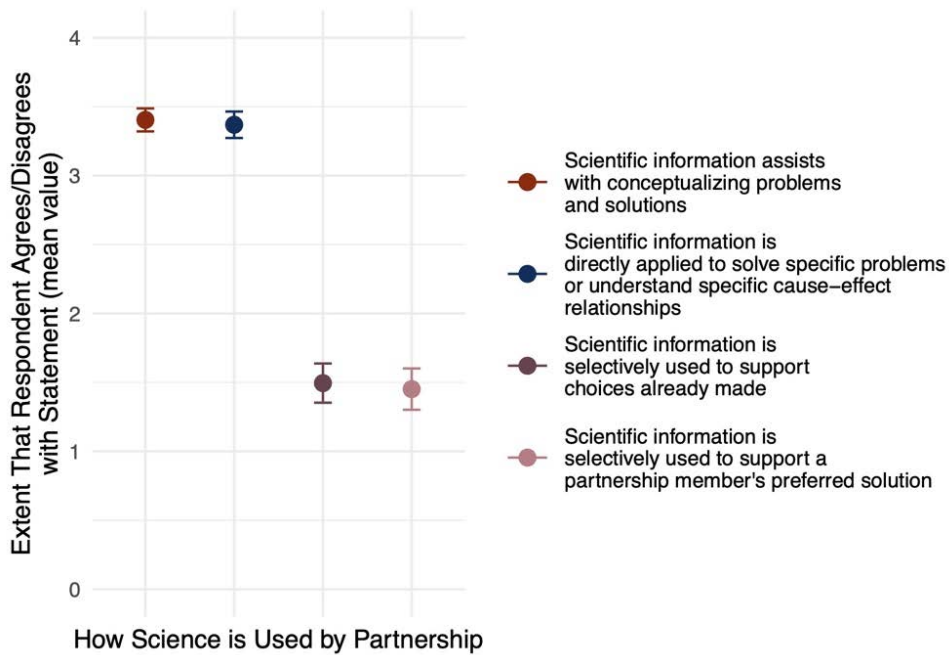 Extent That Respondent Agrees/Disagrees
with Statement (mean value)
4
3
2
1
0
How Science is Used by Partnership
Scientific information assists
with conceptualizing problems
and solutions
Scientific information is
directly applied to solve specific problems
or understand specific cause−effect
relationships
Scientific information is
selectively used to support
choices already made
Scientific information is
selectively used to support a
partnership member's preferred solution